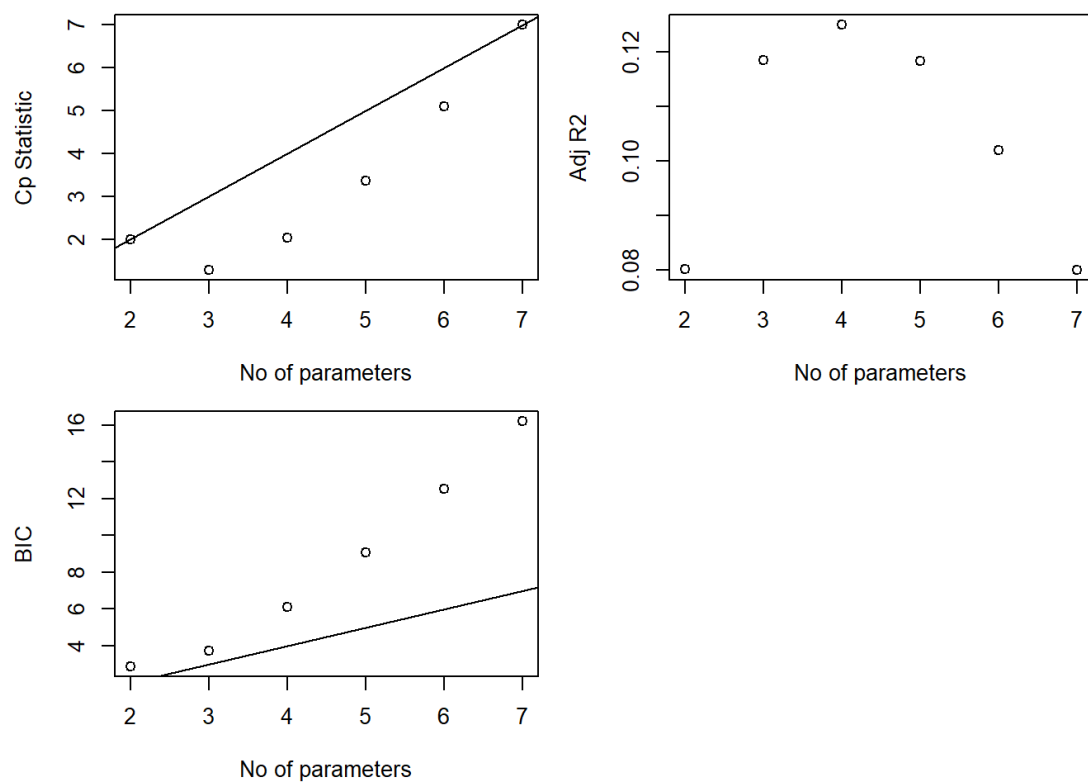 Cp Statistic
7
6
5
4
3
2
2 3 4 5 6 7
No of parameters
Adj R2
0.12
0.10
0.08
2 3 4 5 6 7
No of parameters
BIC
16
12
8
6
4
2 3 4 5 6 7
No of parameters